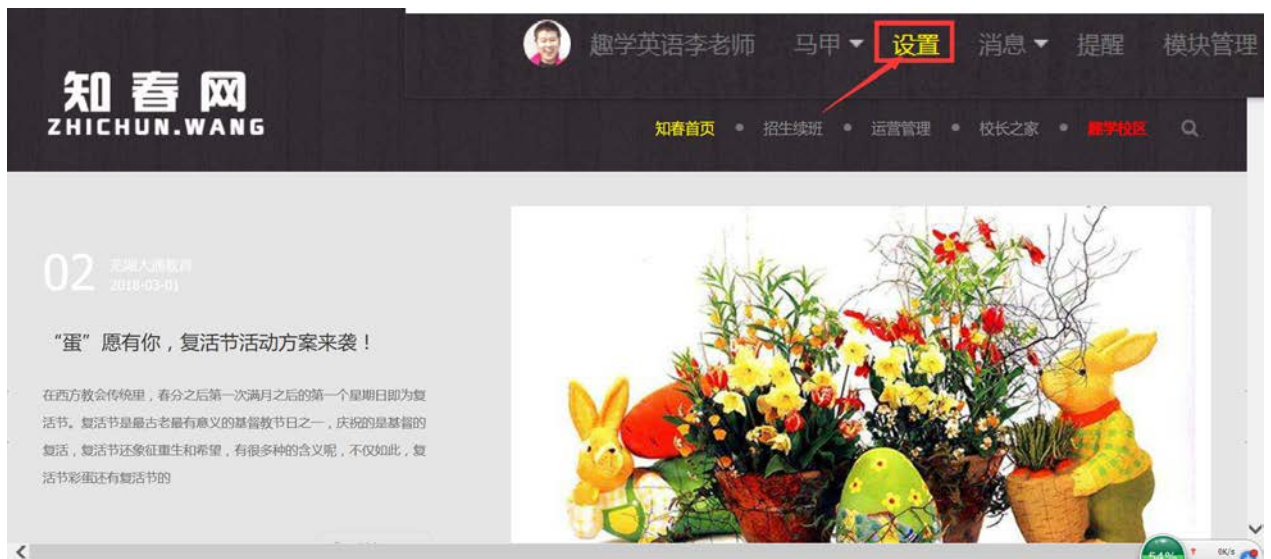 趣学英语李老师 马甲 设置 消息 提醒 模块管理
知春网
ZHICHUN.WANG
知春首页 • 招生续班 • 运营管理 • 校长之家 • 趣学校区
02
芜湖大通教育
2018-03-01
“蛋”愿有你，复活节活动方案来袭！
在西方教会传统里，春分之后第一次满月之后的第一个星期日即为复
活节。复活节是最古老最有意义的基督教节日之一，庆祝的是基督的
复活，复活节还象征重生和希望，有很多种的含义呢，不仅如此，复
活节彩蛋还有复活节的
54%
0K/s